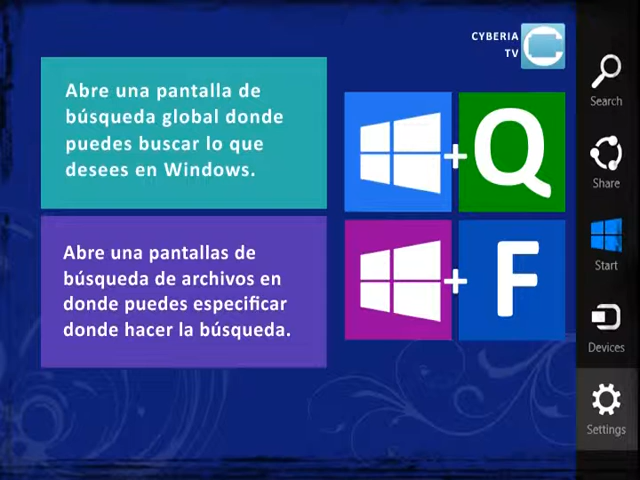 CYBERIA
TV
Abre una pantalla de
búsqueda global donde
puedes buscar lo que
desees en Windows.
+ Q
Abre una pantallas de
búsqueda de archivos en
donde puedes especificar
donde hacer la búsqueda.
+ F
Search
Share
Start
Devices
Settings